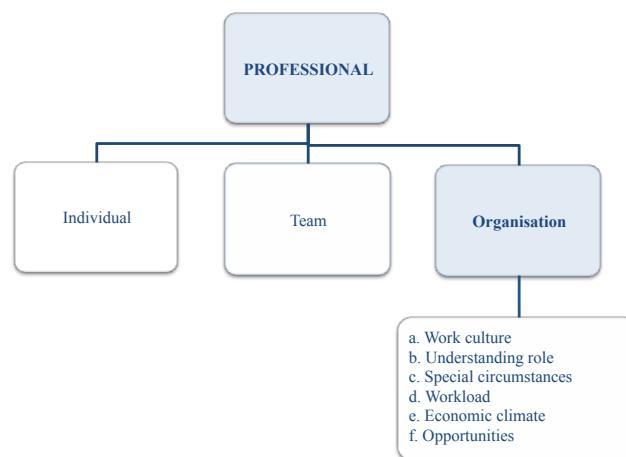 PROFESSIONAL
Individual
Team
Organisation
a. Work culture
b. Understanding role
c. Special circumstances
d. Workload
e. Economic climate
f. Opportunities